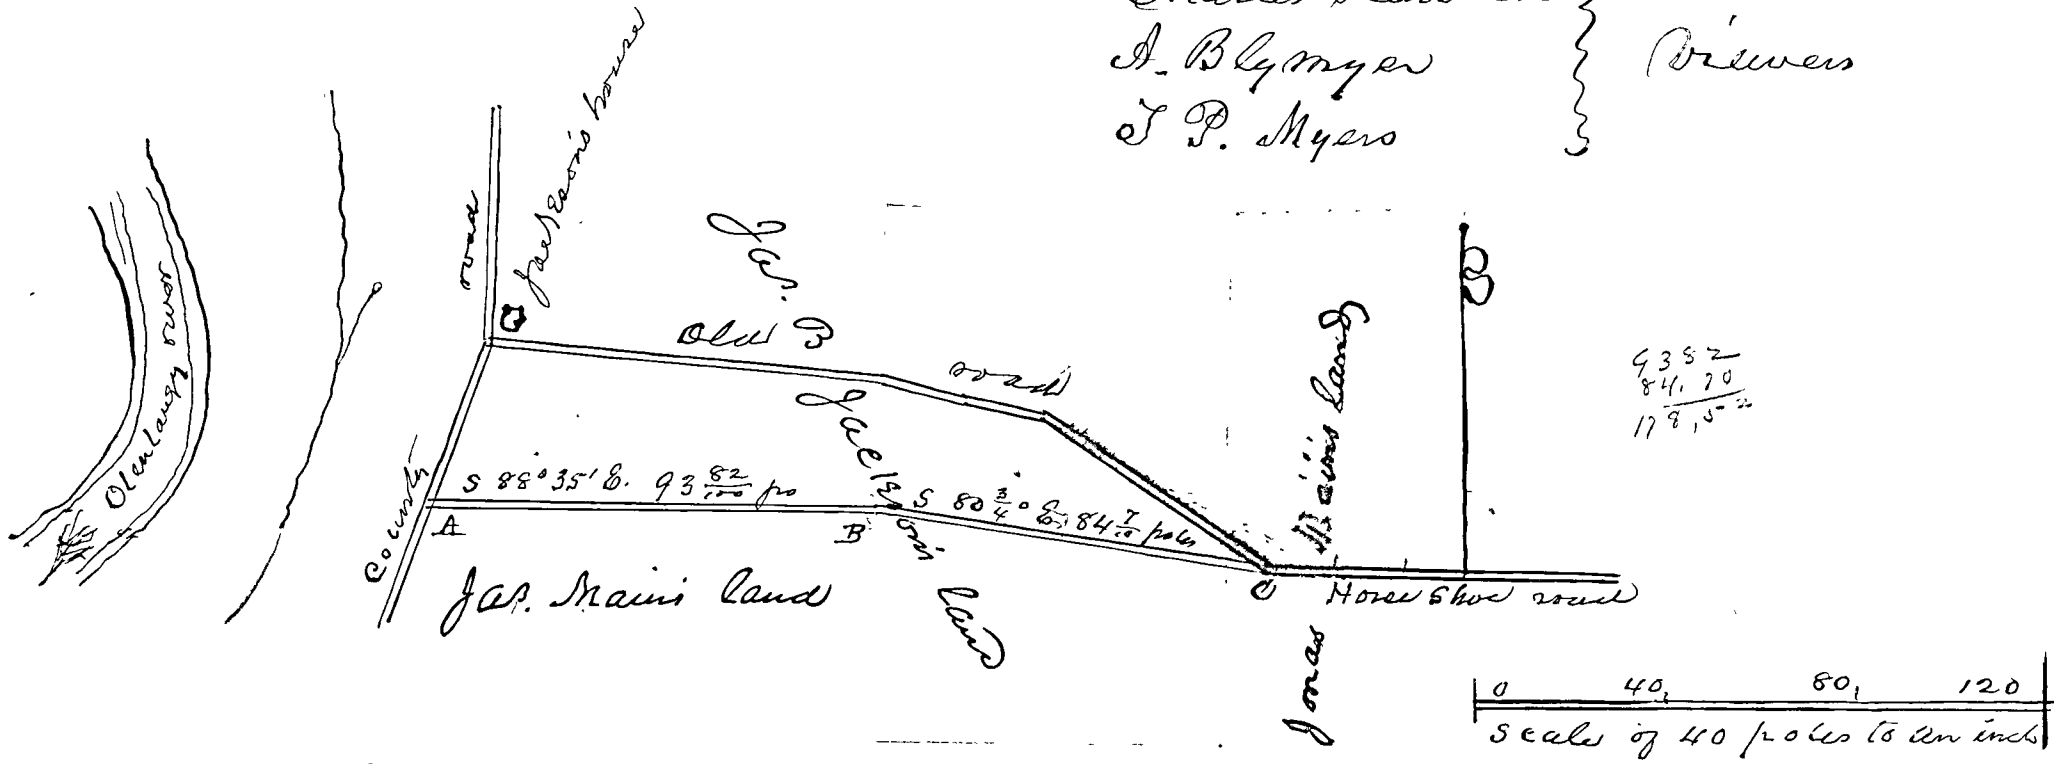 A. Blymyer
Viewers
J P. Myers
Jackson's house
road
Jas. B
Jackson's land
Old
road
Olentangy river
County
S 88° 35' E. 93 82/100 po
S 80 3/4° E. 84 7/10 poles
A
B
C
Jas. Main's land
Jonas Main's land
Horse Shoe road
9382
84.70
178,52
0 40, 80, 120
Scale of 40 poles to an inch